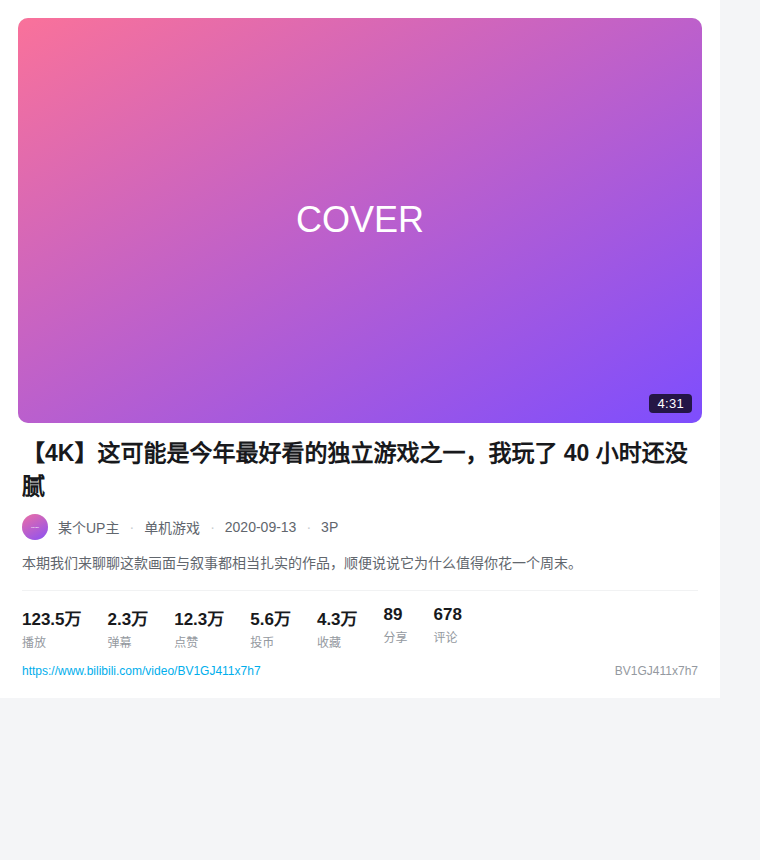 COVER
4:31
【4K】这可能是今年最好看的独立游戏之一，我玩了 40 小时还没
腻
某个UP主 · 单机游戏 · 2020-09-13 · 3P
本期我们来聊聊这款画面与叙事都相当扎实的作品，顺便说说它为什么值得你花一个周末。
123.5万 2.3万 12.3万 5.6万 4.3万 89 678
播放 弹幕 点赞 投币 收藏 分享 评论
https://www.bilibili.com/video/BV1GJ411x7h7 BV1GJ411x7h7